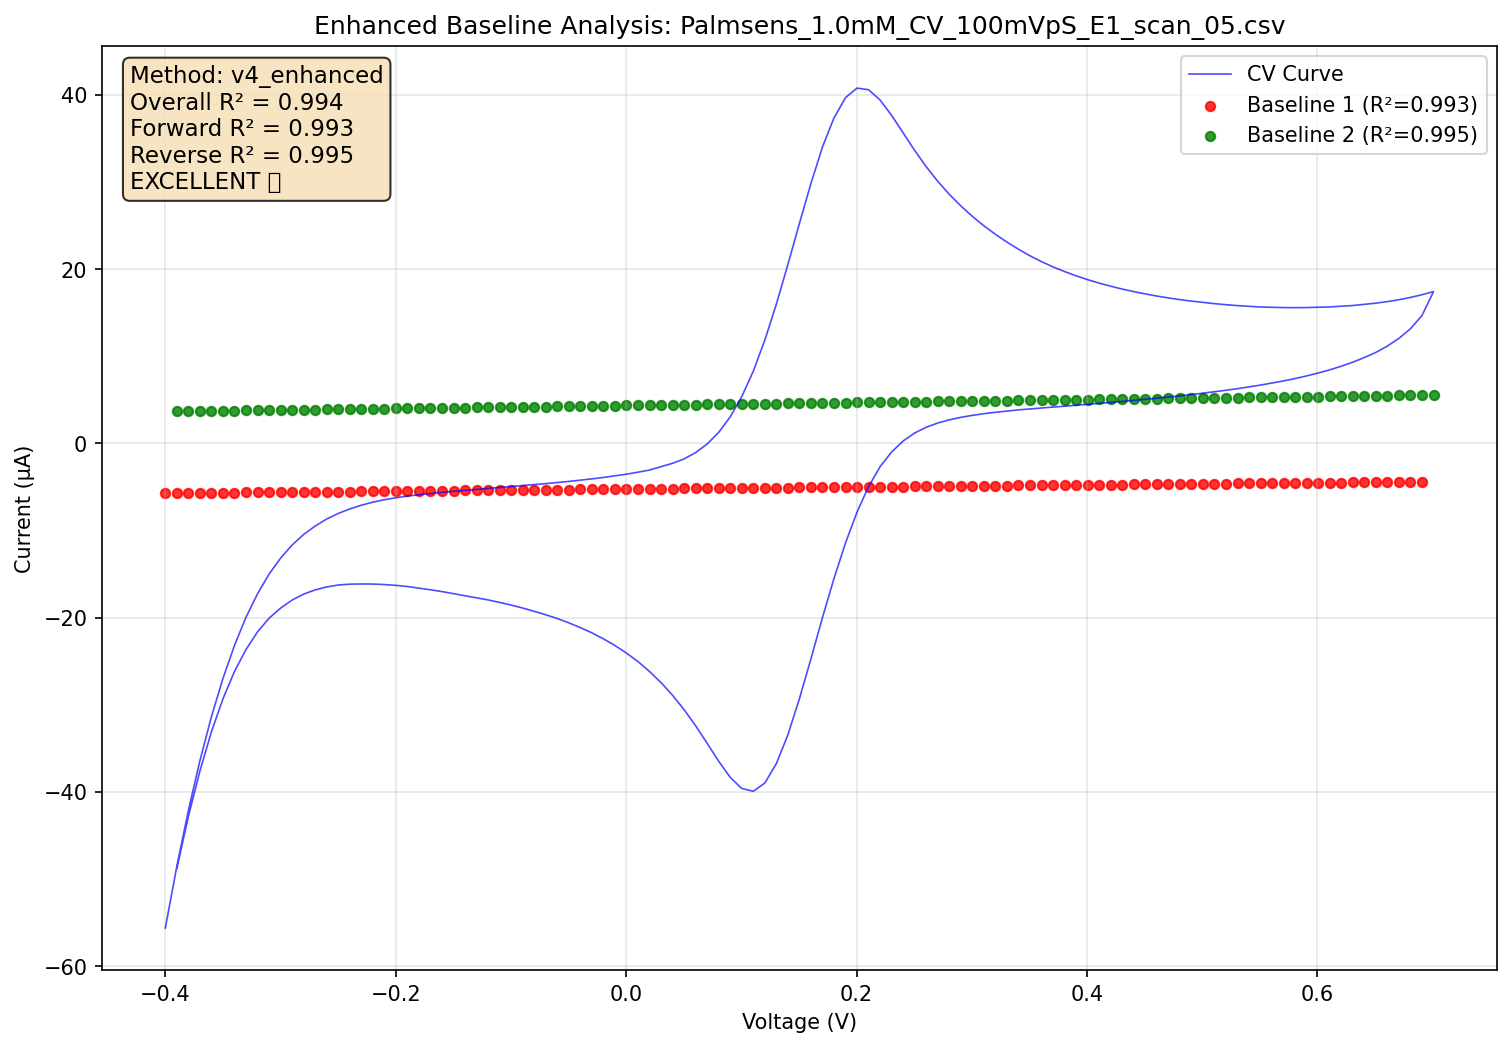 Enhanced Baseline Analysis: Palmsens_1.0mM_CV_100mVpS_E1_scan_05.csv
Method: v4_enhanced
Overall R² = 0.994
Forward R² = 0.993
Reverse R² = 0.995
EXCELLENT
CV Curve
Baseline 1 (R²=0.993)
Baseline 2 (R²=0.995)
40
20
0
−20
−40
−60
Current (µA)
−0.4
−0.2
0.0
0.2
0.4
0.6
Voltage (V)